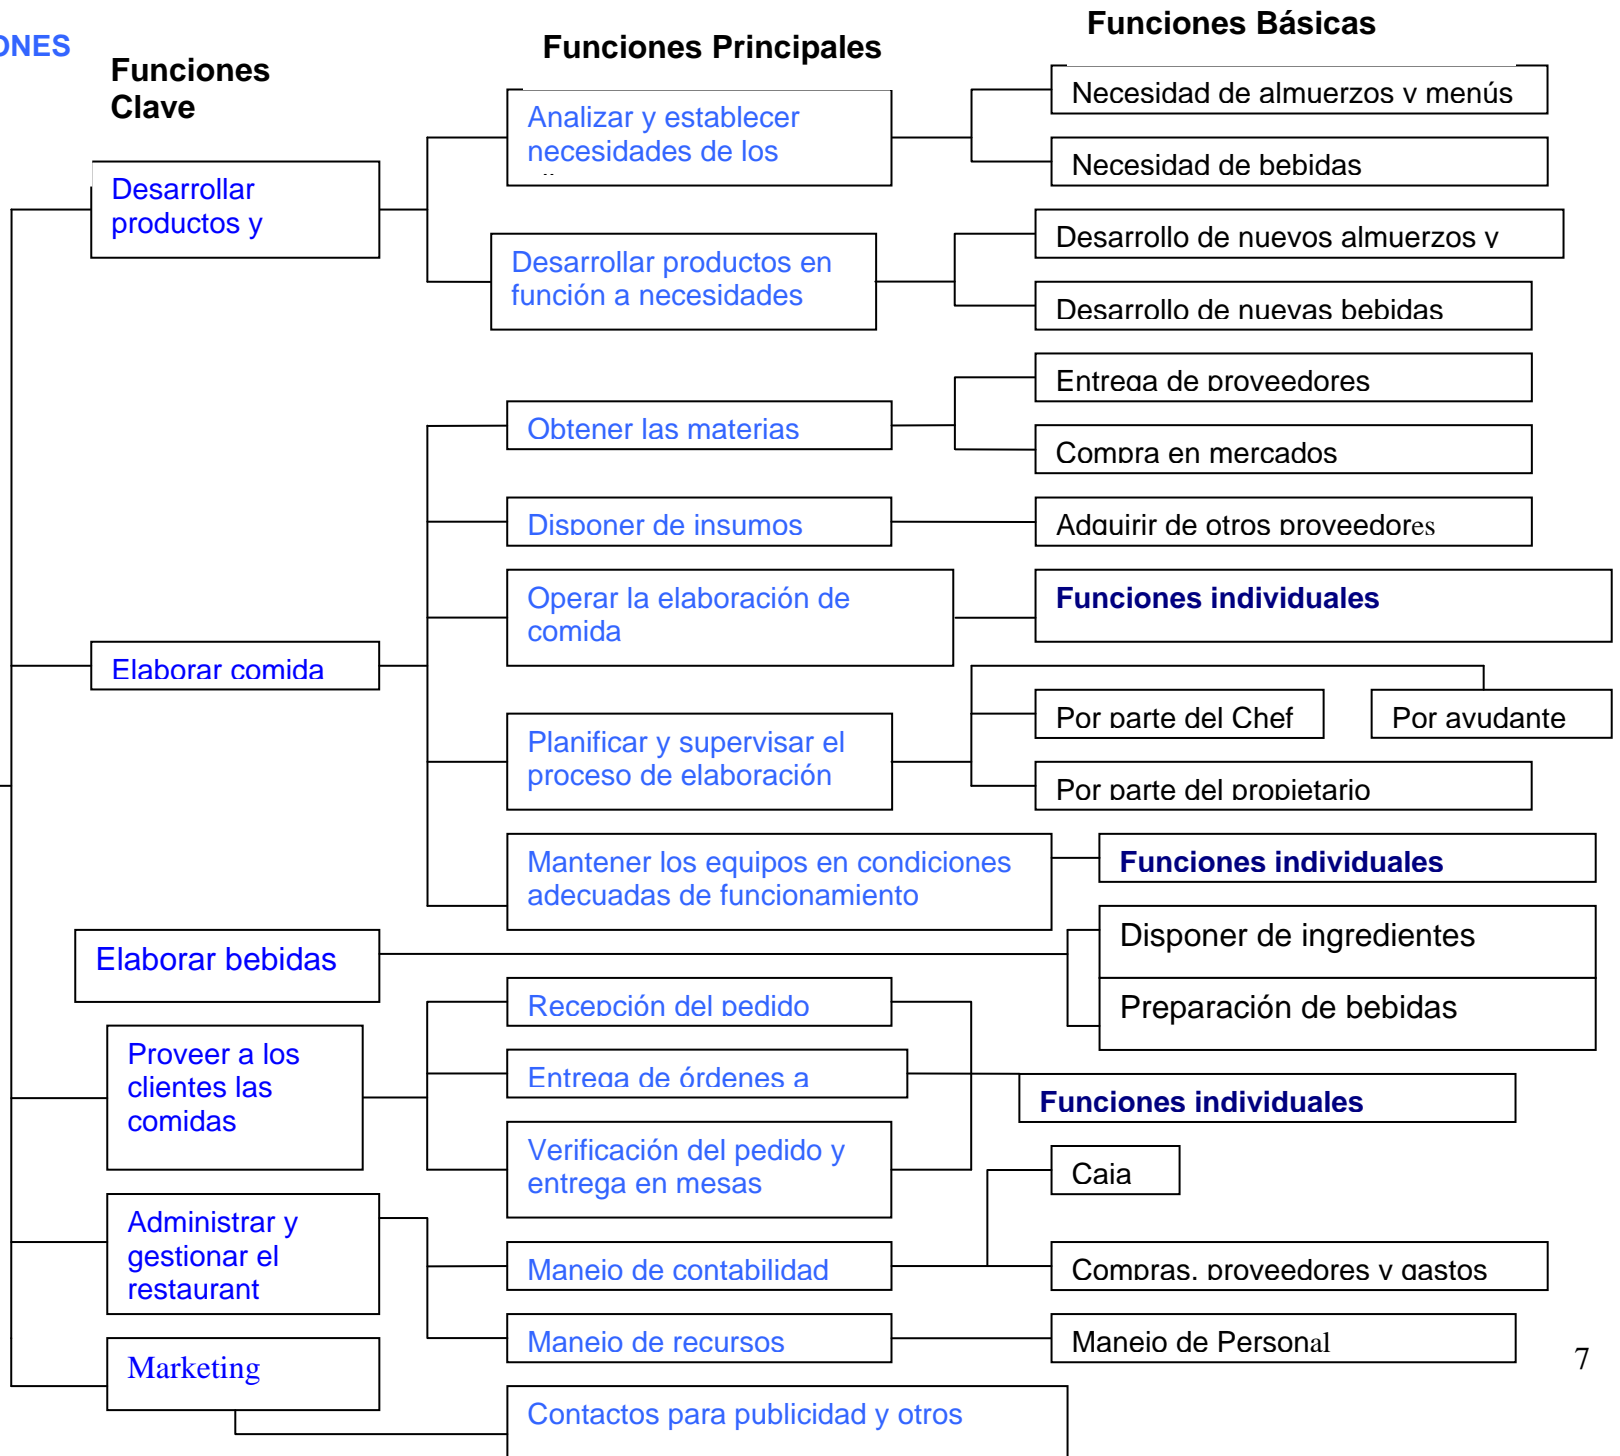 ONES
Funciones
Clave
Funciones Principales
Funciones Básicas
Desarrollar
productos y
Analizar y establecer
necesidades de los
Necesidad de almuerzos y menús
Necesidad de bebidas
Desarrollar productos en
función a necesidades
Desarrollo de nuevos almuerzos y
Desarrollo de nuevas bebidas
Elaborar comida
Obtener las materias
Entrega de proveedores
Compra en mercados
Disponer de insumos
Adquirir de otros proveedores
Operar la elaboración de
comida
Funciones individuales
Planificar y supervisar el
proceso de elaboración
Por parte del Chef
Por ayudante
Por parte del propietario
Mantener los equipos en condiciones
adecuadas de funcionamiento
Funciones individuales
Elaborar bebidas
Disponer de ingredientes
Preparación de bebidas
Proveer a los
clientes las
comidas
Recepción del pedido
Entrega de órdenes a
Verificación del pedido y
entrega en mesas
Funciones individuales
Administrar y
gestionar el
restaurant
Manejo de contabilidad
Caja
Compras, proveedores y gastos
Manejo de recursos
Manejo de Personal
Marketing
Contactos para publicidad y otros
7